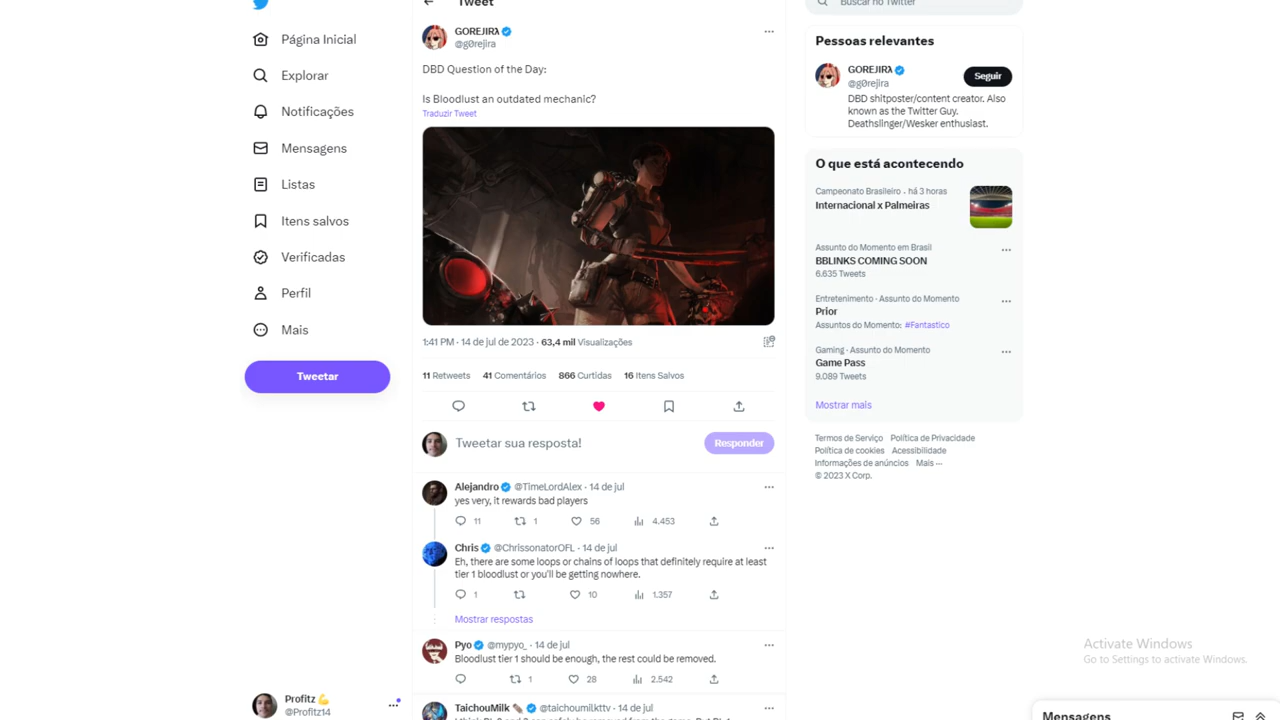 Tweet
Buscar no Twitter
Página Inicial
Explorar
Notificações
Mensagens
Listas
Itens salvos
Verificadas
Perfil
Mais
Tweetar
Profitz 💪
@Profitz14
GOREJIRλ
@g0rejira
DBD Question of the Day:
Is Bloodlust an outdated mechanic?
Traduzir Tweet
1:41 PM · 14 de jul de 2023 · 63,4 mil Visualizações
11 Retweets 41 Comentários 866 Curtidas 16 Itens Salvos
Tweetar sua resposta!
Responder
Alejandro @TimeLordAlex · 14 de jul
yes very, it rewards bad players
11 1 56 4.453
Chris @ChrissonatorOFL · 14 de jul
Eh, there are some loops or chains of loops that definitely require at least
tier 1 bloodlust or you'll be getting nowhere.
1 10 1.357
Mostrar respostas
Pyo @mypyo_ · 14 de jul
Bloodlust tier 1 should be enough, the rest could be removed.
1 28 2.542
TaichouMilk @taichoumilkttv · 14 de jul
Pessoas relevantes
GOREJIRλ
@g0rejira
Seguir
DBD shitposter/content creator. Also
known as the Twitter Guy.
Deathslinger/Wesker enthusiast.
O que está acontecendo
Campeonato Brasileiro · há 3 horas
Internacional x Palmeiras
Assunto do Momento em Brasil
BBLINKS COMING SOON
6.635 Tweets
Entretenimento · Assunto do Momento
Prior
Assuntos do Momento: #Fantastico
Gaming · Assunto do Momento
Game Pass
9.089 Tweets
Mostrar mais
Termos de Serviço Política de Privacidade
Política de cookies Acessibilidade
Informações de anúncios Mais ···
© 2023 X Corp.
Activate Windows
Go to Settings to activate Windows.
Mensagens